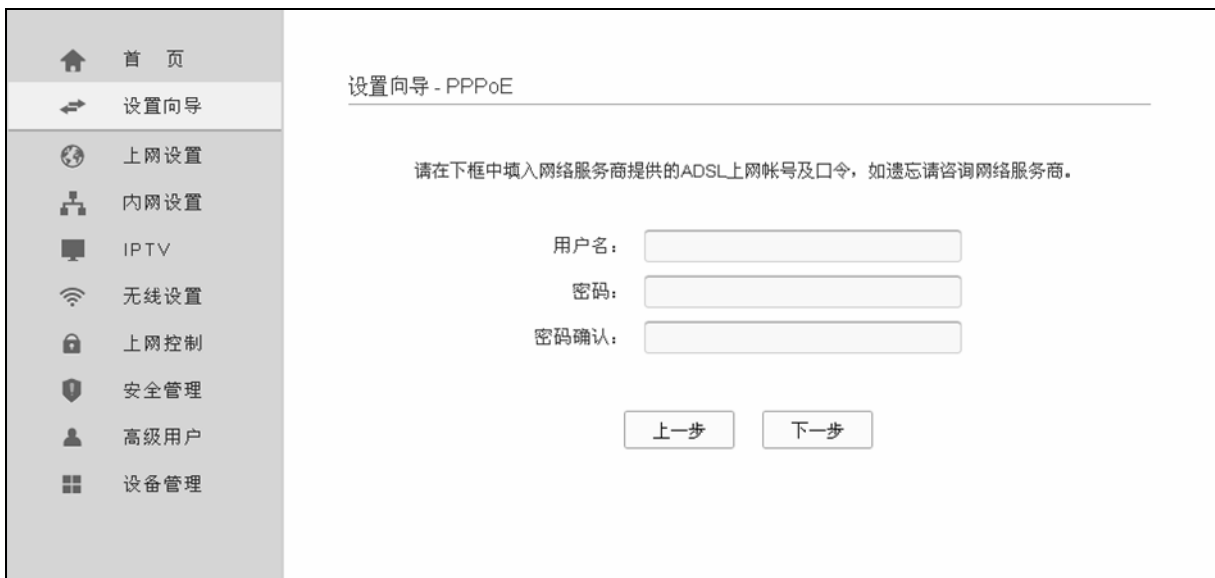 首 页
设置向导
上网设置
内网设置
IPTV
无线设置
上网控制
安全管理
高级用户
设备管理
设置向导 - PPPoE
请在下框中填入网络服务商提供的ADSL上网帐号及口令，如遗忘请咨询网络服务商。
用户名：
密码：
密码确认：
上一步 下一步